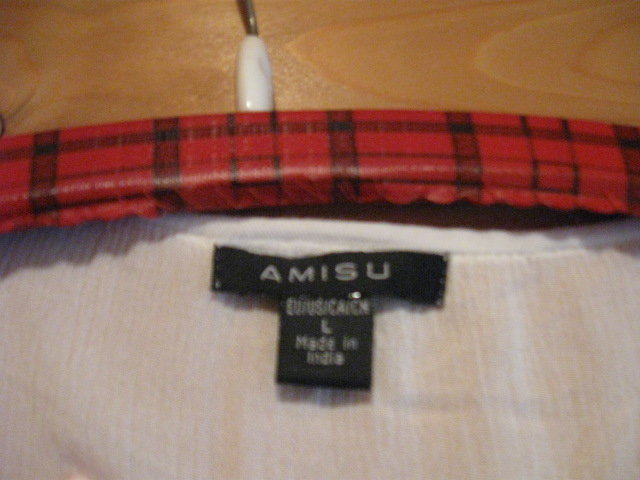 AMISU
EU/US/CA/CN
L
Made in
India